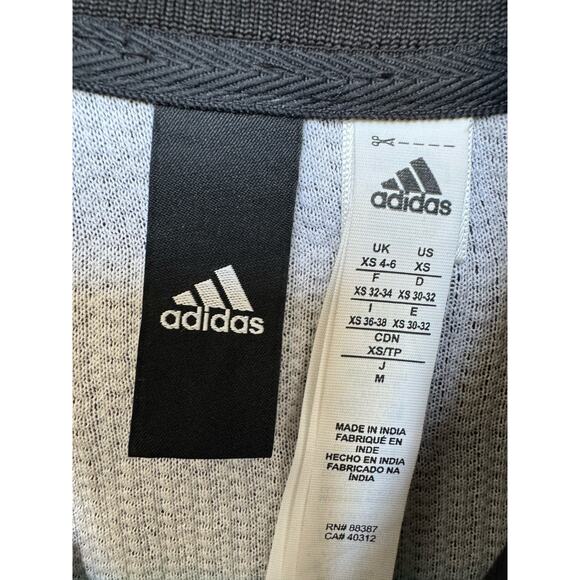 adidas
adidas
UK US
XS 4-6 XS
F D
XS 32-34 XS 30-32
I E
XS 36-38 XS 30-32
CDN
XS/TP
J
M
MADE IN INDIA
FABRIQUÉ EN
INDE
HECHO EN INDIA
FABRICADO NA
ÍNDIA
RN# 88387
CA# 40312